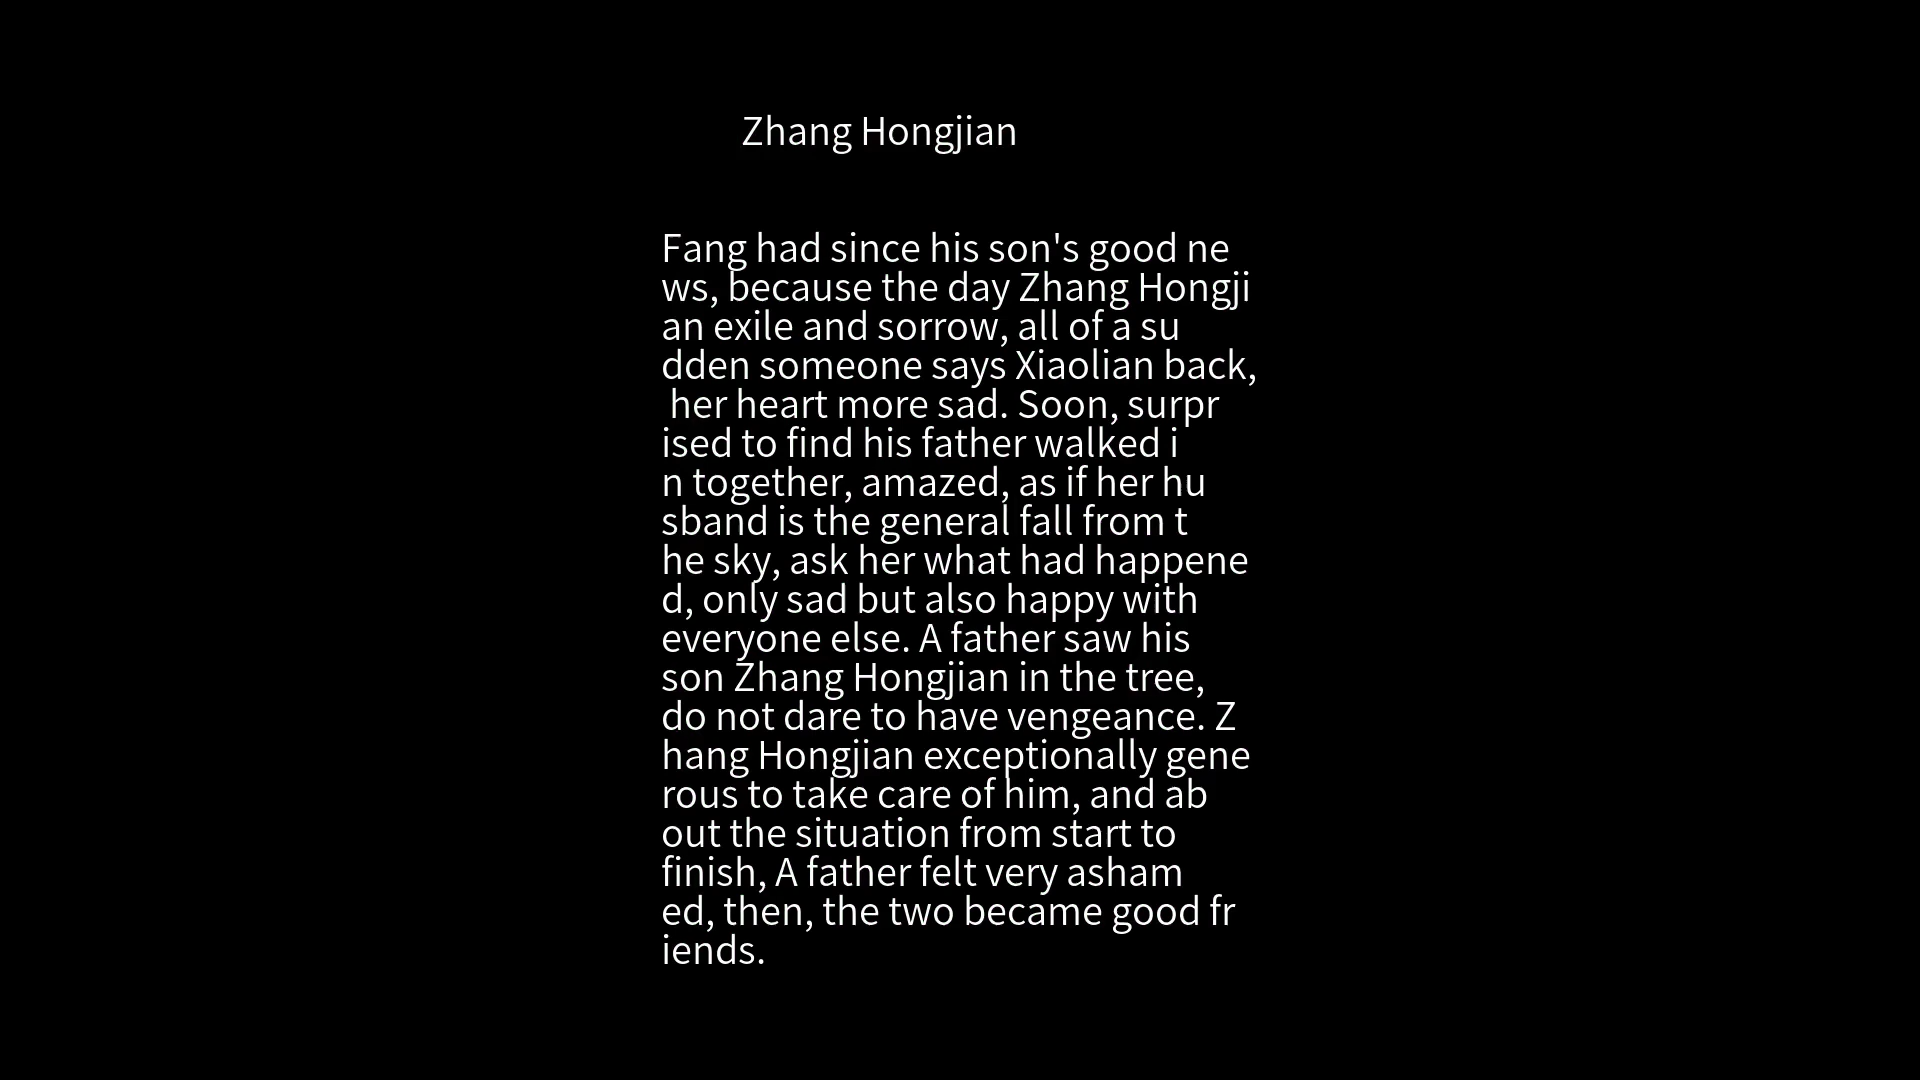 Zhang Hongjian
Fang had since his son's good ne
ws, because the day Zhang Hongji
an exile and sorrow, all of a su
dden someone says Xiaolian back,
her heart more sad. Soon, surpr
ised to find his father walked i
n together, amazed, as if her hu
sband is the general fall from t
he sky, ask her what had happene
d, only sad but also happy with
everyone else. A father saw his
son Zhang Hongjian in the tree,
do not dare to have vengeance. Z
hang Hongjian exceptionally gene
rous to take care of him, and ab
out the situation from start to
finish, A father felt very asham
ed, then, the two became good fr
iends.